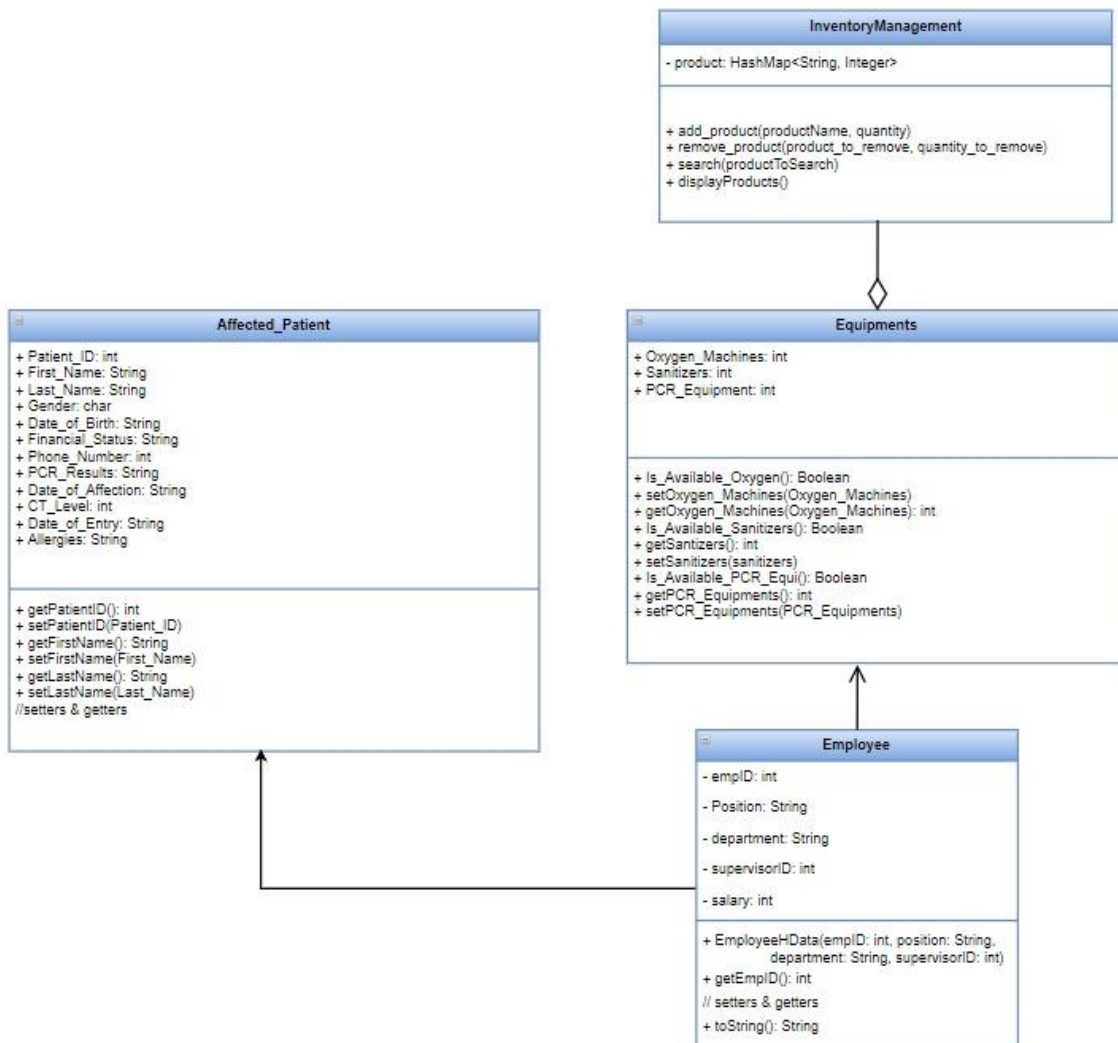 InventoryManagement
- product: HashMap<String, Integer>
+ add_product(productName, quantity)
+ remove_product(product_to_remove, quantity_to_remove)
+ search(productToSearch)
+ displayProducts()
Affected_Patient
+ Patient_ID: int
+ First_Name: String
+ Last_Name: String
+ Gender: char
+ Date_of_Birth: String
+ Financial_Status: String
+ Phone_Number: int
+ PCR_Results: String
+ Date_of_Affection: String
+ CT_Level: int
+ Date_of_Entry: String
+ Allergies: String
+ getPatientID(): int
+ setPatientID(Patient_ID)
+ getFirstName(): String
+ setFirstName(First_Name)
+ getLastName(): String
+ setLastName(Last_Name)
//setters & getters
Equipments
+ Oxygen_Machines: int
+ Sanitizers: int
+ PCR_Equipment: int
+ Is_Available_Oxygen(): Boolean
+ setOxygen_Machines(Oxygen_Machines)
+ getOxygen_Machines(Oxygen_Machines): int
+ Is_Available_Sanitizers(): Boolean
+ getSantizers(): int
+ setSanitizers(sanitizers)
+ Is_Available_PCR_Equi(): Boolean
+ getPCR_Equipments(): int
+ setPCR_Equipments(PCR_Equipments)
Employee
- empID: int
- Position: String
- department: String
- supervisorID: int
- salary: int
+ EmployeeHData(empID: int, position: String,
department: String, supervisorID: int)
+ getEmpID(): int
// setters & getters
+ toString(): String